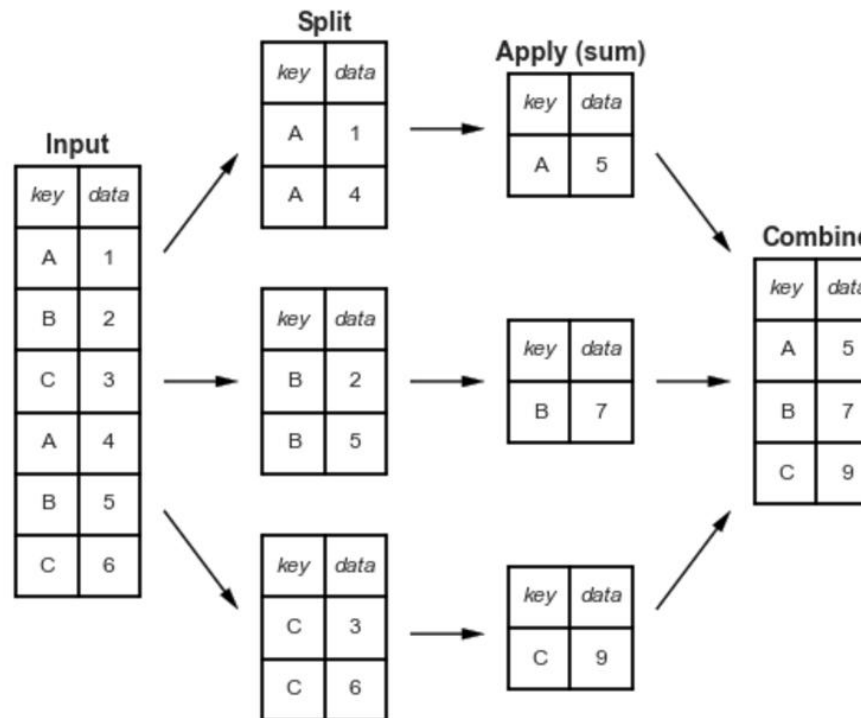 Input
key data
A 1
B 2
C 3
A 4
B 5
C 6
Split
key data
A 1
A 4
key data
B 2
B 5
key data
C 3
C 6
Apply (sum)
key data
A 5
key data
B 7
key data
C 9
Combine
key data
A 5
B 7
C 9